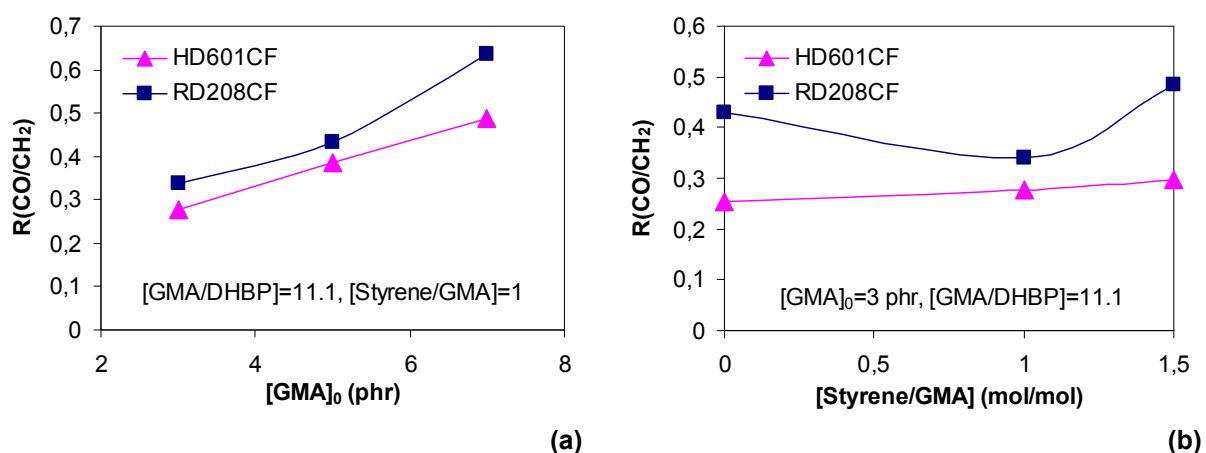 R(CO/CH₂)
0,7
0,6
0,5
0,4
0,3
0,2
0,1
0
HD601CF
RD208CF
[GMA/DHBP]=11.1, [Styrene/GMA]=1
2 4 6 8
[GMA]₀ (phr)
(a)
R(CO/CH₂)
0,6
0,5
0,4
0,3
0,2
0,1
0
HD601CF
RD208CF
[GMA]₀=3 phr, [GMA/DHBP]=11.1
0 0,5 1 1,5
[Styrene/GMA] (mol/mol)
(b)